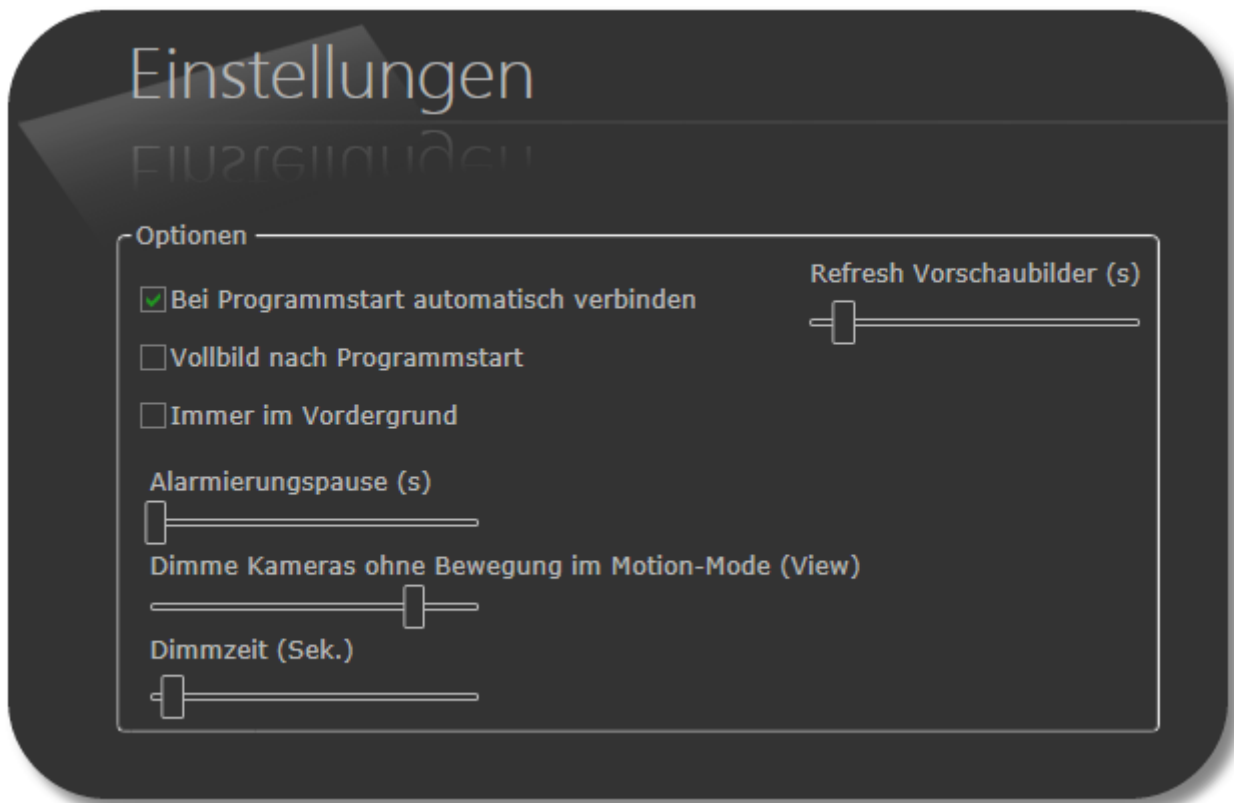 Einstellungen
Optionen
Bei Programmstart automatisch verbinden
Refresh Vorschaubilder (s)
Vollbild nach Programmstart
Immer im Vordergrund
Alarmierungspause (s)
Dimme Kameras ohne Bewegung im Motion-Mode (View)
Dimmzeit (Sek.)